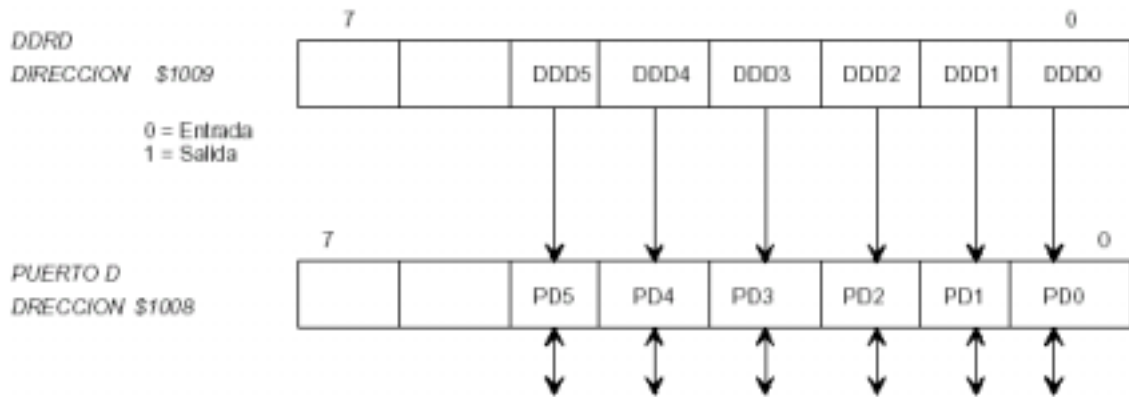 7 0
DDRD
DIRECCION $1009
DDD5 DDD4 DDD3 DDD2 DDD1 DDD0
0 = Entrada
1 = Salida
7 0
PUERTO D
DRECCION $1008
PD5 PD4 PD3 PD2 PD1 PD0